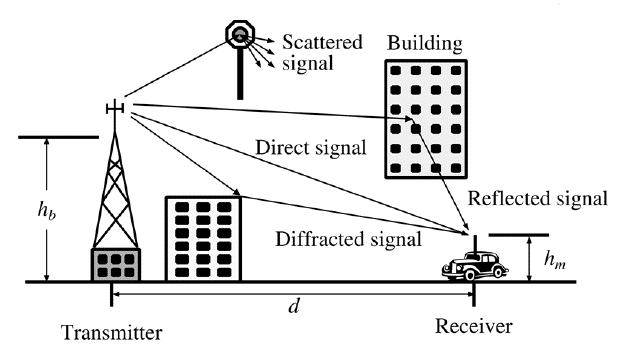 Scattered
signal
Building
Direct signal
Reflected signal
h_b
Diffracted signal
h_m
d
Transmitter
Receiver